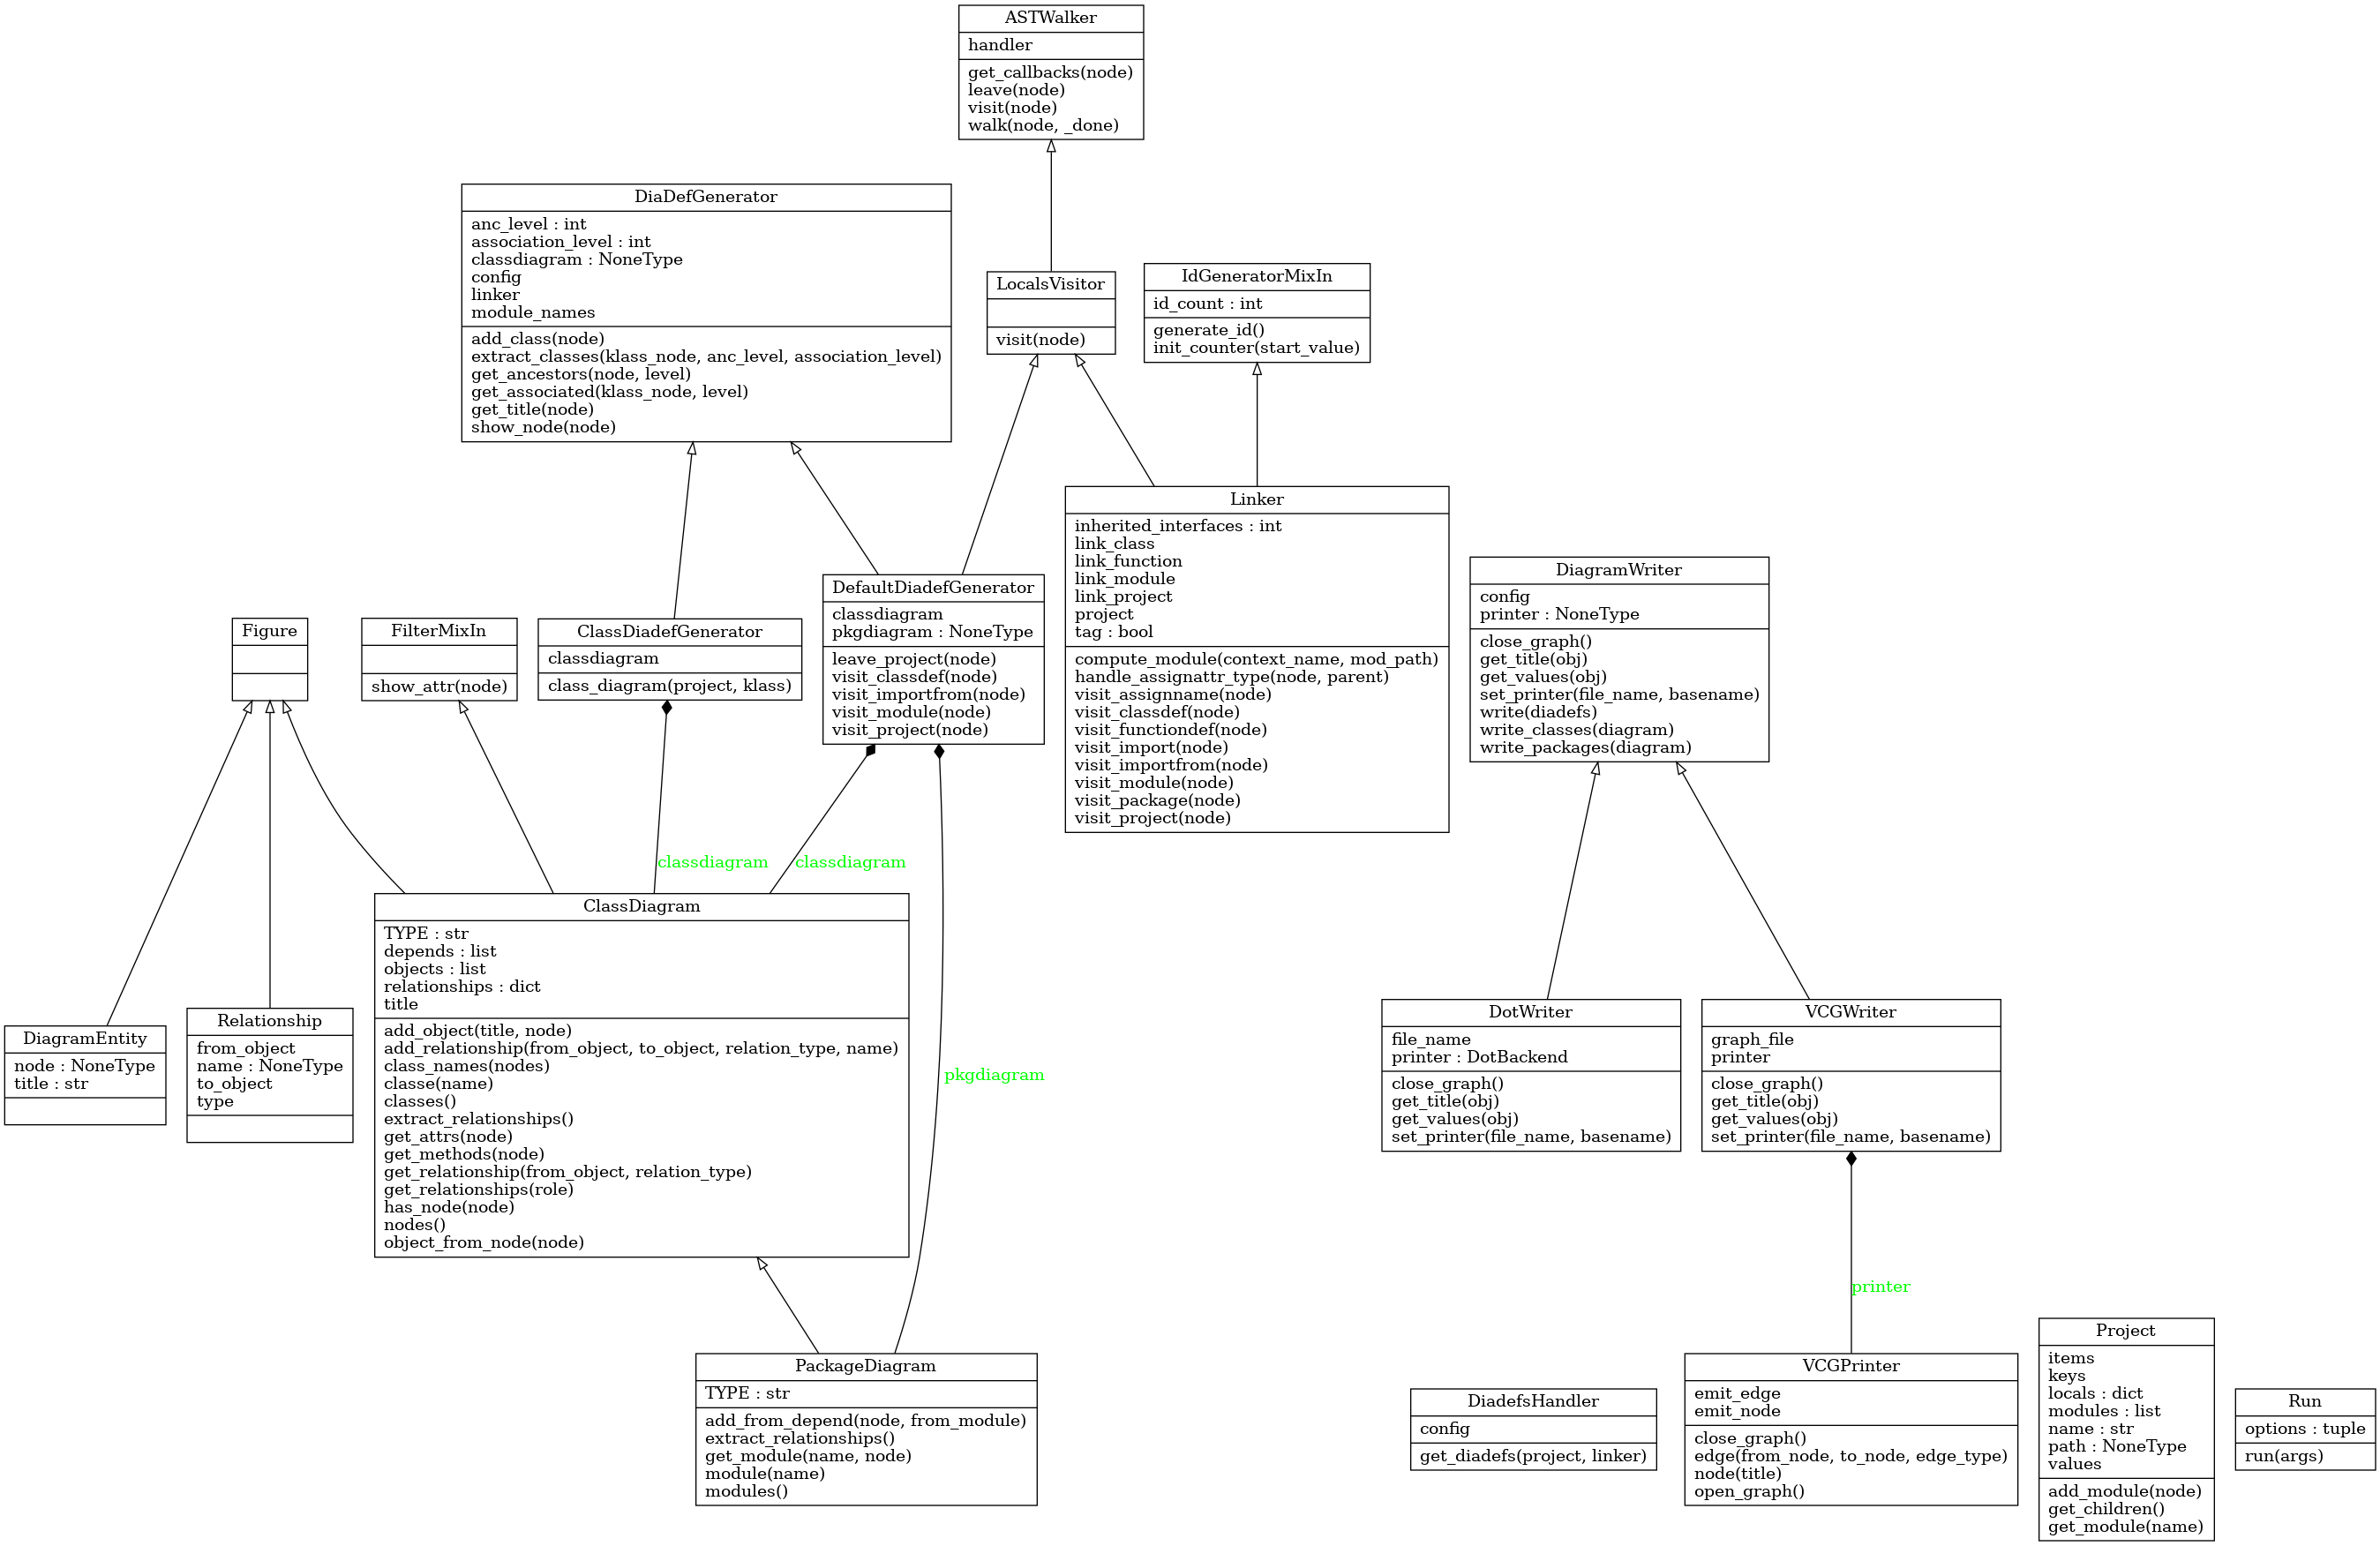 ASTWalker
handler
get_callbacks(node)
leave(node)
visit(node)
walk(node, _done)
DiaDefGenerator
anc_level : int
association_level : int
classdiagram : NoneType
config
linker
module_names
add_class(node)
extract_classes(klass_node, anc_level, association_level)
get_ancestors(node, level)
get_associated(klass_node, level)
get_title(node)
show_node(node)
LocalsVisitor
visit(node)
IdGeneratorMixIn
id_count : int
generate_id()
init_counter(start_value)
Figure
FilterMixIn
show_attr(node)
ClassDiadefGenerator
classdiagram
class_diagram(project, klass)
DefaultDiadefGenerator
classdiagram
pkgdiagram : NoneType
leave_project(node)
visit_classdef(node)
visit_importfrom(node)
visit_module(node)
visit_project(node)
Linker
inherited_interfaces : int
link_class
link_function
link_module
link_project
project
tag : bool
compute_module(context_name, mod_path)
handle_assignattr_type(node, parent)
visit_assignname(node)
visit_classdef(node)
visit_functiondef(node)
visit_import(node)
visit_importfrom(node)
visit_module(node)
visit_package(node)
visit_project(node)
DiagramWriter
config
printer : NoneType
close_graph()
get_title(obj)
get_values(obj)
set_printer(file_name, basename)
write(diadefs)
write_classes(diagram)
write_packages(diagram)
classdiagram
classdiagram
DiagramEntity
node : NoneType
title : str
Relationship
from_object
name : NoneType
to_object
type
ClassDiagram
TYPE : str
depends : list
objects : list
relationships : dict
title
add_object(title, node)
add_relationship(from_object, to_object, relation_type, name)
class_names(nodes)
classe(name)
classes()
extract_relationships()
get_attrs(node)
get_methods(node)
get_relationship(from_object, relation_type)
get_relationships(role)
has_node(node)
nodes()
object_from_node(node)
pkgdiagram
DotWriter
file_name
printer : DotBackend
close_graph()
get_title(obj)
get_values(obj)
set_printer(file_name, basename)
VCGWriter
graph_file
printer
close_graph()
get_title(obj)
get_values(obj)
set_printer(file_name, basename)
printer
PackageDiagram
TYPE : str
add_from_depend(node, from_module)
extract_relationships()
get_module(name, node)
module(name)
modules()
DiadefsHandler
config
get_diadefs(project, linker)
VCGPrinter
emit_edge
emit_node
close_graph()
edge(from_node, to_node, edge_type)
node(title)
open_graph()
Project
items
keys
locals : dict
modules : list
name : str
path : NoneType
values
add_module(node)
get_children()
get_module(name)
Run
options : tuple
run(args)